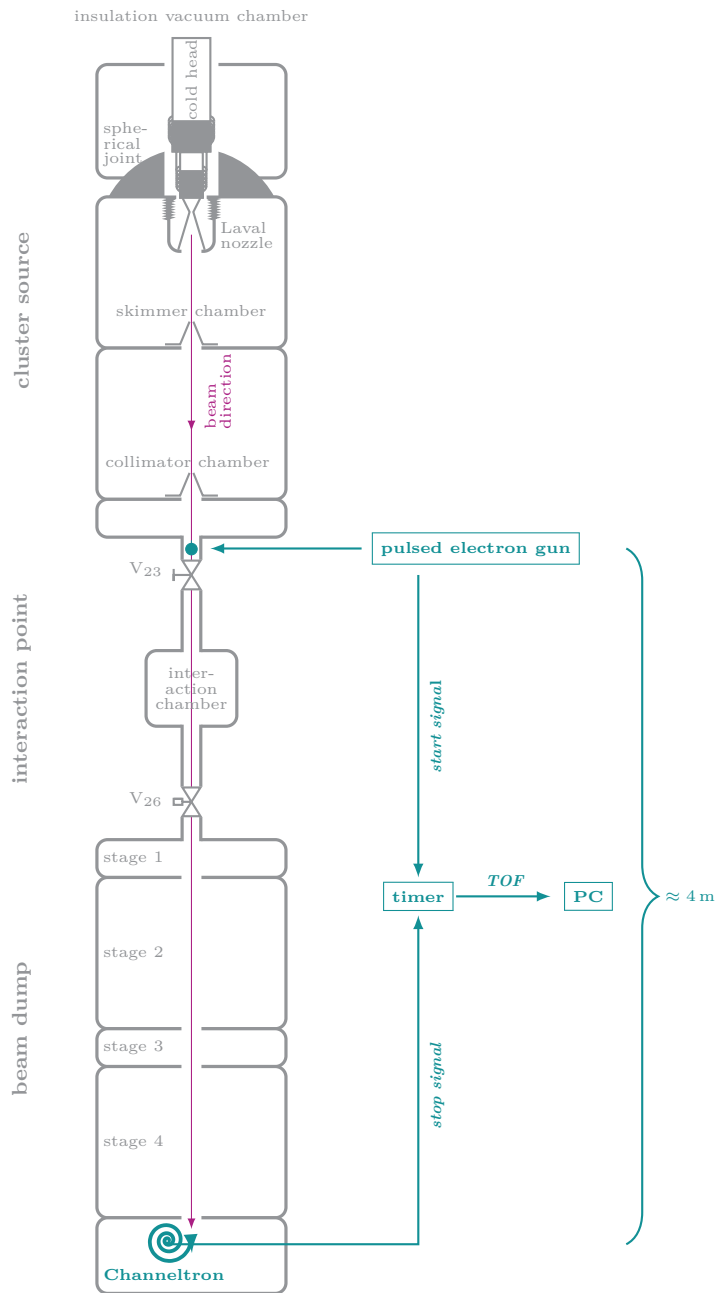 insulation vacuum chamber
cold head
sphe-
rical
joint
Laval
nozzle
cluster source
skimmer chamber
beam
direction
collimator chamber
pulsed electron gun
V23
interaction point
inter-
action
chamber
start signal
V26
stage 1
timer
TOF
PC
≈ 4 m
stage 2
beam dump
stage 3
stop signal
stage 4
Channeltron